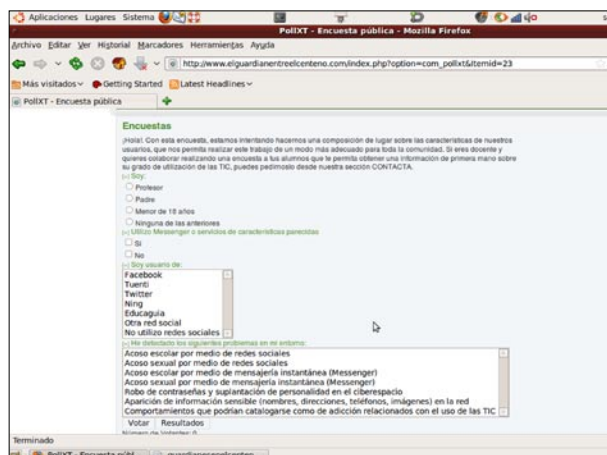 Aplicaciones Lugares Sistema
PollXT - Encuesta pública - Mozilla Firefox
Archivo Editar Ver Historial Marcadores Herramientas Ayuda
http://www.elguardianentreelcenteno.com/index.php?option=com_pollxt&Itemid=23
Más visitados Getting Started Latest Headlines
PollXT - Encuesta pública
Encuestas
¡Hola!. Con esta encuesta, estamos intentando hacernos una composición de lugar sobre las características de nuestros
usuarios, que nos permita realizar este trabajo de un modo más adecuado para toda la comunidad. Si eres docente y
quieres colaborar realizando una encuesta a tus alumnos que te permita obtener una información de primera mano sobre
su grado de utilización de las TIC, puedes pedírnoslo desde nuestra sección CONTACTA.
[-] Soy:
Profesor
Padre
Menor de 18 años
Ninguna de las anteriores
[-] Utilizo Messenger o servicios de características parecidas
Si
No
[-] Soy usuario de:
Facebook
Tuenti
Twitter
Ning
Educaguia
Otra red social
No utilizo redes sociales
[-] He detectado los siguientes problemas en mi entorno:
Acoso escolar por medio de redes sociales
Acoso sexual por medio de redes sociales
Acoso escolar por medio de mensajería instantánea (Messenger)
Acoso sexual por medio de mensajería instantánea (Messenger)
Robo de contraseñas y suplantación de personalidad en el ciberespacio
Aparición de información sensible (nombres, direcciones, teléfonos, imágenes) en la red
Comportamientos que podrían catalogarse como de adicción relacionados con el uso de las TIC
Votar Resultados
Número de Votantes: 0
Terminado
PollXT - Encuesta públ...